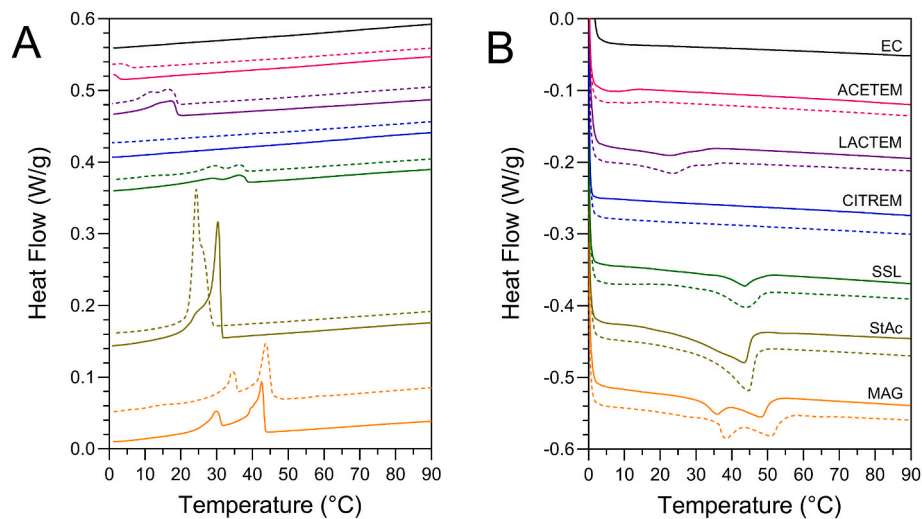 A
Heat Flow (W/g)
0.6
0.5
0.4
0.3
0.2
0.1
0.0
0 10 20 30 40 50 60 70 80 90
Temperature (°C)
B
Heat Flow (W/g)
0.0
-0.1
-0.2
-0.3
-0.4
-0.5
-0.6
EC
ACETEM
LACTEM
CITREM
SSL
StAc
MAG
0 10 20 30 40 50 60 70 80 90
Temperature (°C)